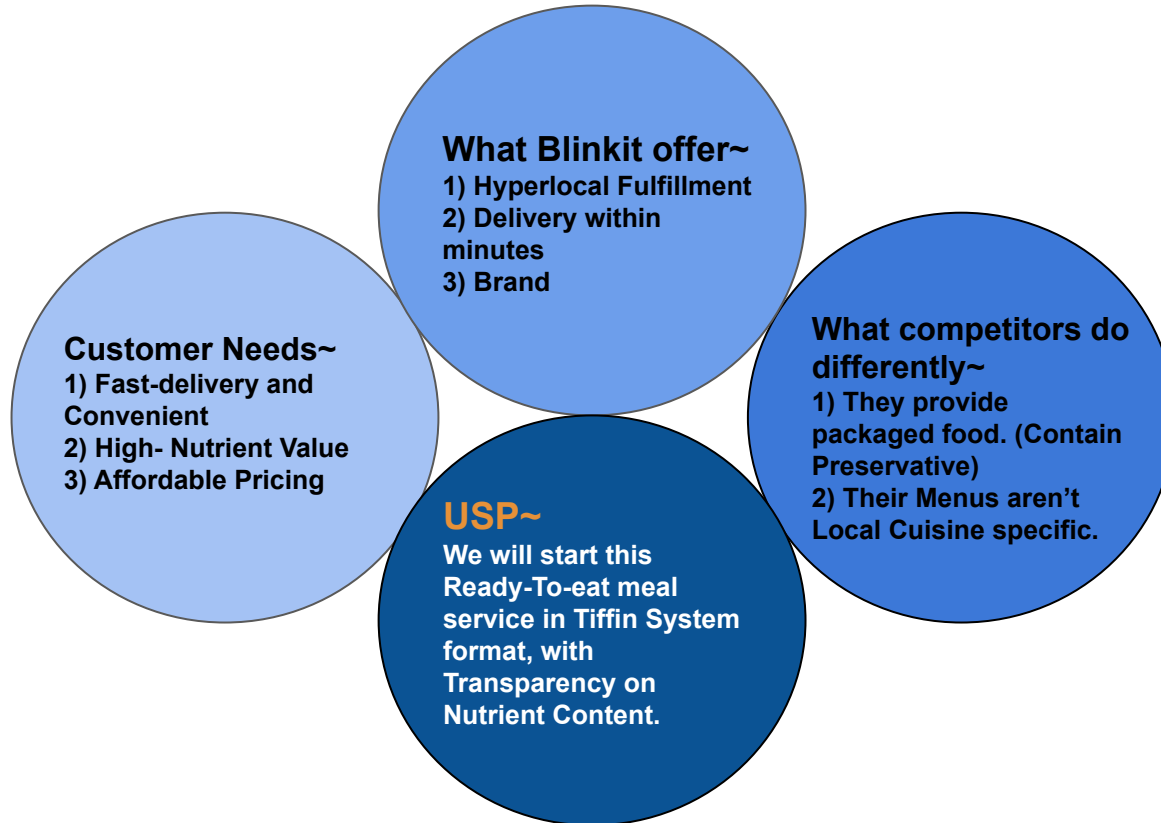 What Blinkit offer~
1) Hyperlocal Fulfillment
2) Delivery within
minutes
3) Brand
Customer Needs~
1) Fast-delivery and
Convenient
2) High- Nutrient Value
3) Affordable Pricing
What competitors do
differently~
1) They provide
packaged food. (Contain
Preservative)
2) Their Menus aren’t
Local Cuisine specific.
USP~
We will start this
Ready-To-eat meal
service in Tiffin System
format, with
Transparency on
Nutrient Content.